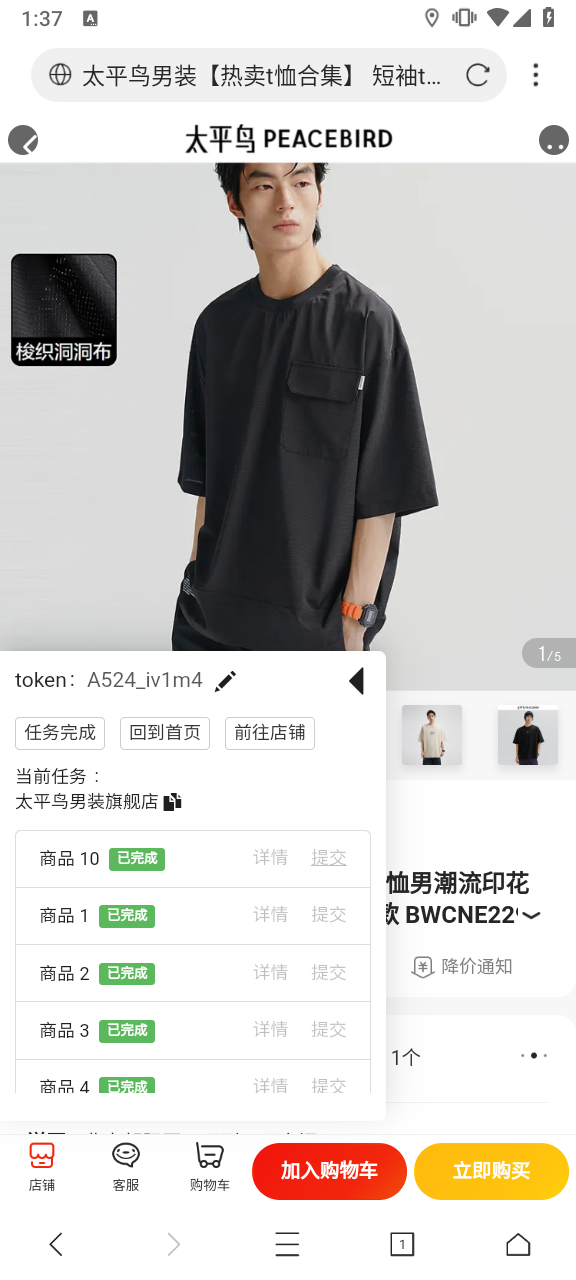 1:37
A
太平鸟男装【热卖t恤合集】 短袖t...
太平鸟 PEACEBIRD
梭织洞洞布
1/5
token: A524_iv1m4
任务完成 回到首页 前往店铺
当前任务：
太平鸟男装旗舰店
商品 10 已完成 详情 提交
商品 1 已完成 详情 提交
商品 2 已完成 详情 提交
商品 3 已完成 详情 提交
商品 4 已完成 详情 提交
恤男潮流印花
款 BWCNE22
降价通知
1个
店铺 客服 购物车 加入购物车 立即购买
1